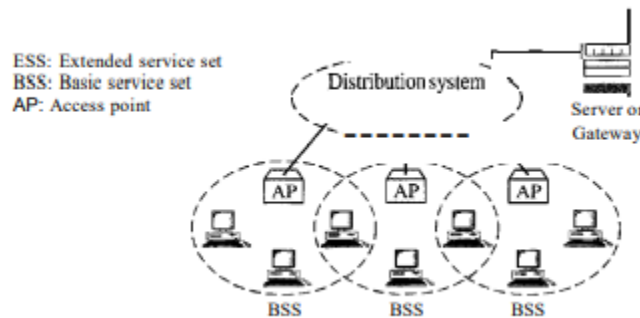 ESS: Extended service set
BSS: Basic service set
AP: Access point
Distribution system
Server or
Gateway
AP
AP
AP
BSS
BSS
BSS